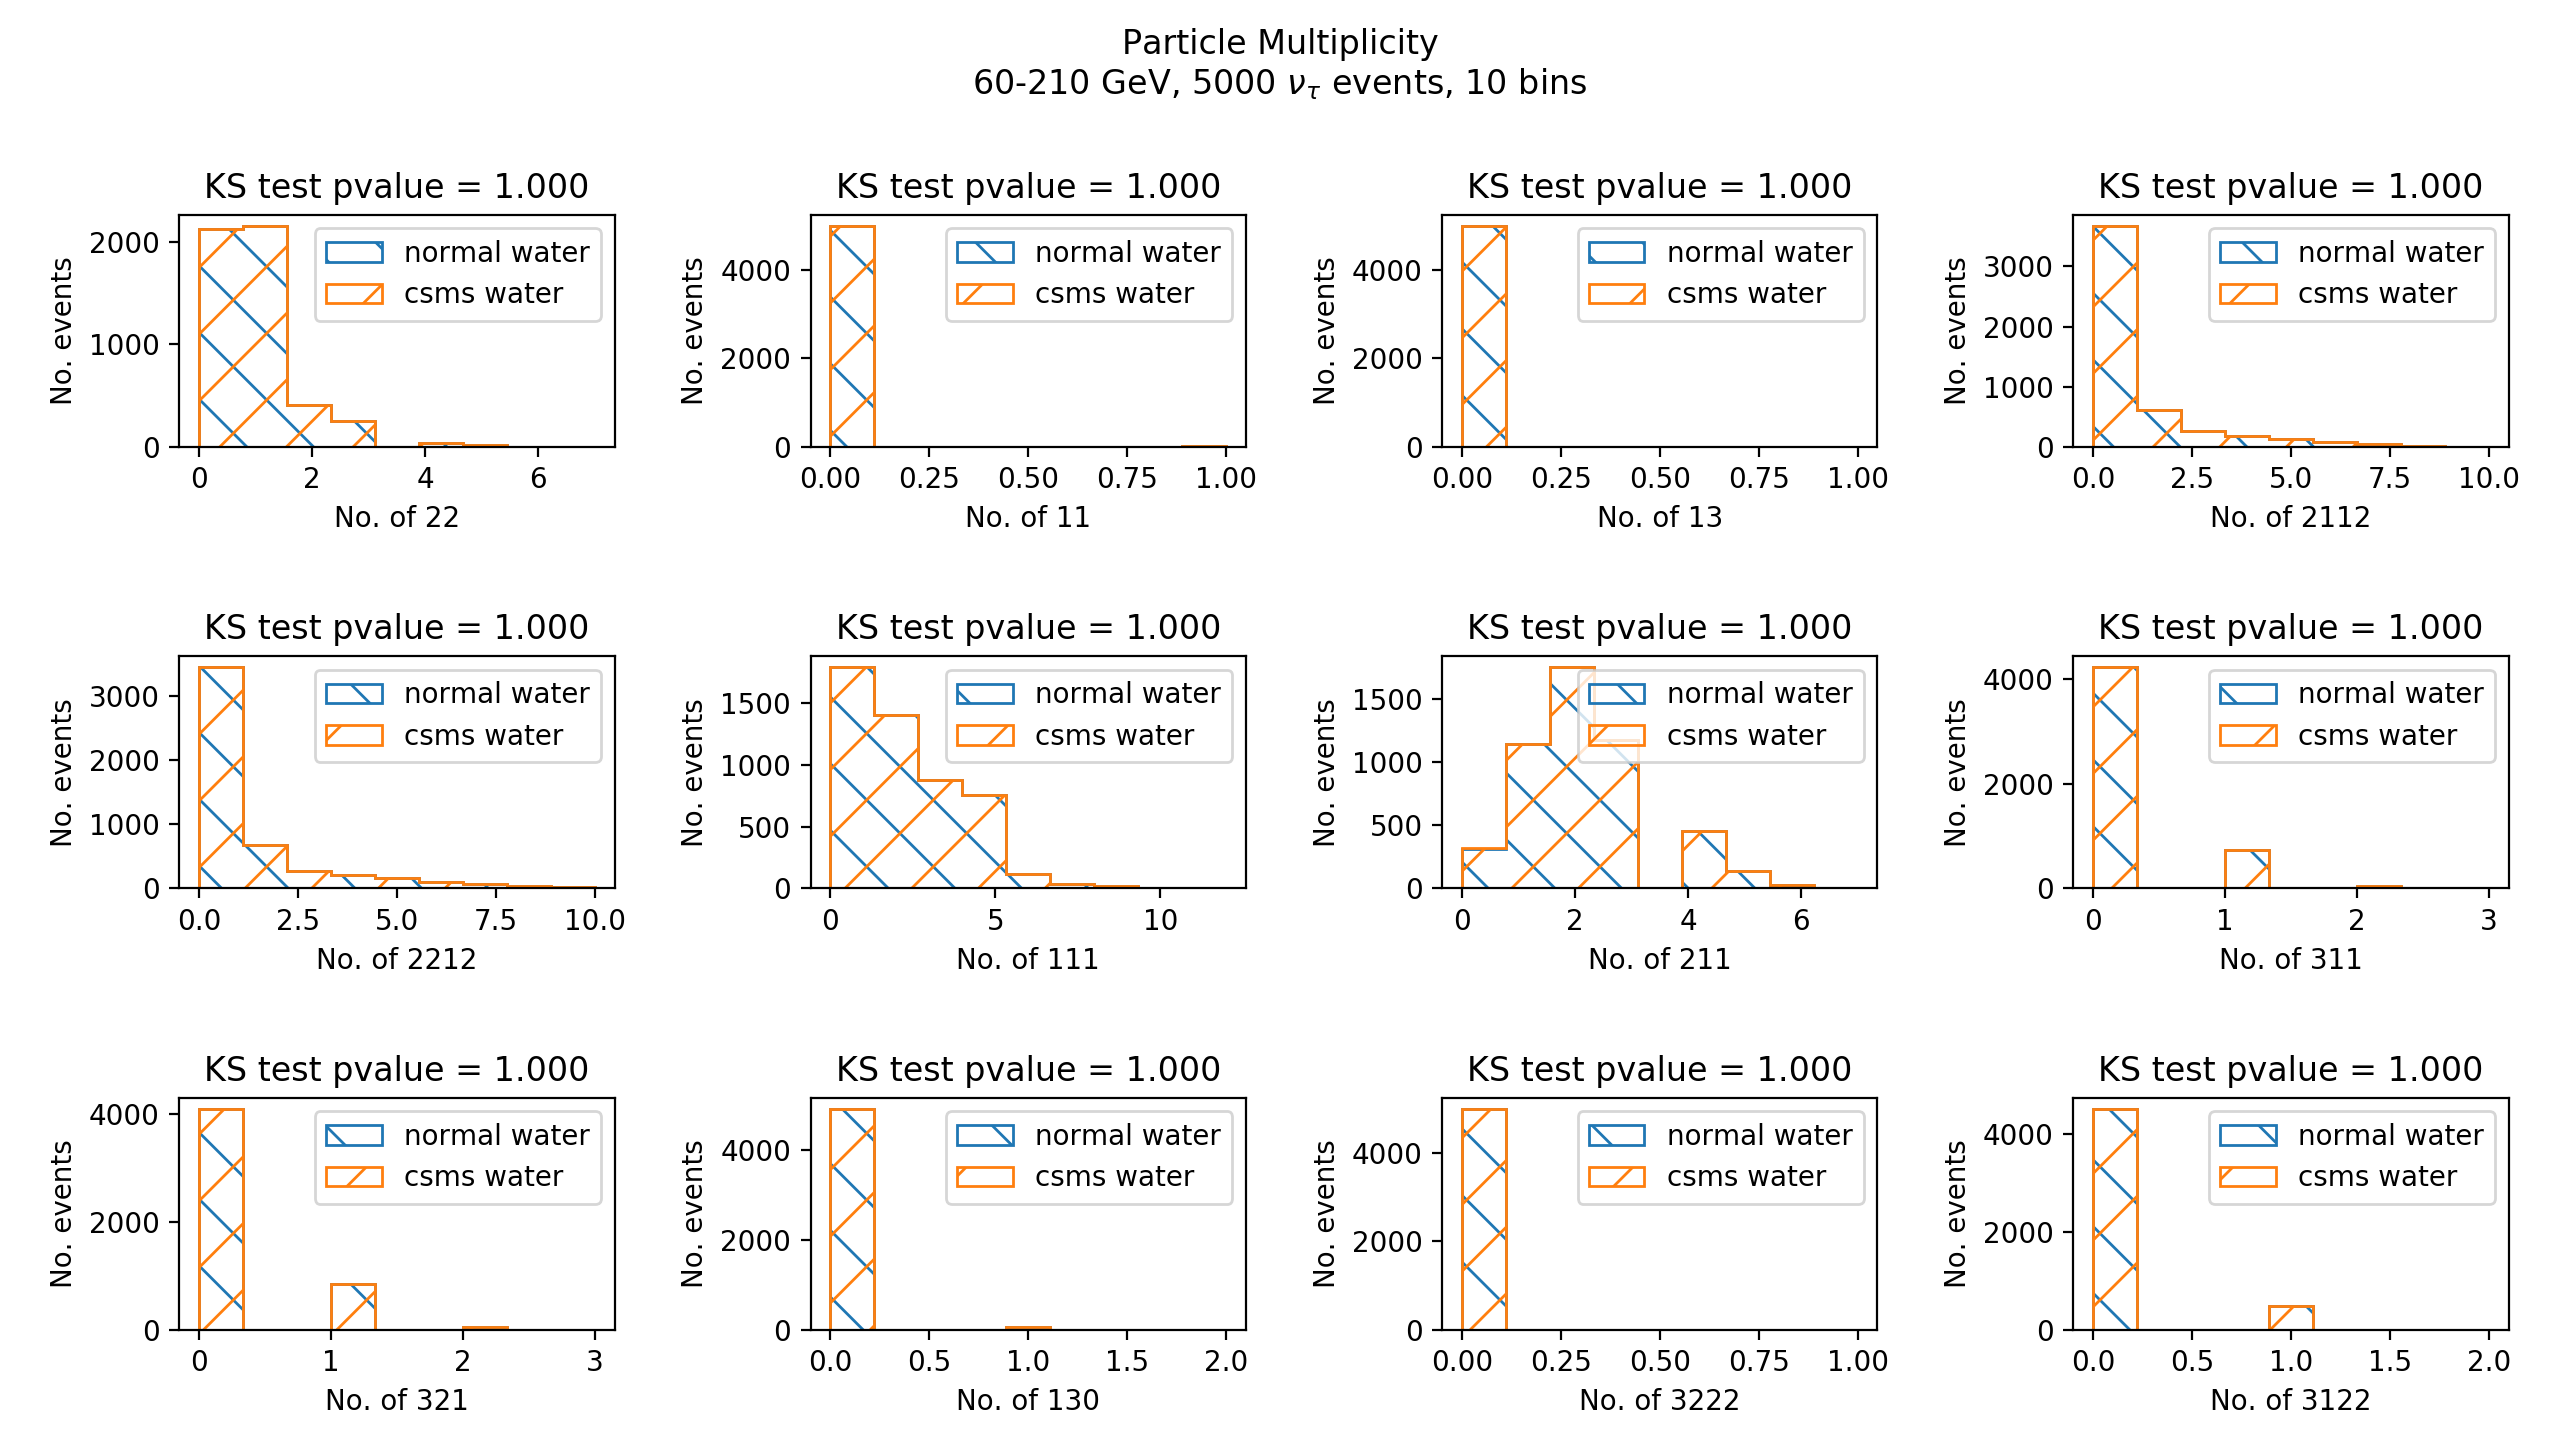 Particle Multiplicity
60-210 GeV, 5000 ντ events, 10 bins
KS test pvalue = 1.000
No. events
2000
1000
0
normal water
csms water
0 2 4 6
No. of 22
KS test pvalue = 1.000
No. events
4000
2000
0
normal water
csms water
0.00 0.25 0.50 0.75 1.00
No. of 11
KS test pvalue = 1.000
No. events
4000
2000
0
normal water
csms water
0.00 0.25 0.50 0.75 1.00
No. of 13
KS test pvalue = 1.000
No. events
3000
2000
1000
0
normal water
csms water
0.0 2.5 5.0 7.5 10.0
No. of 2112
KS test pvalue = 1.000
No. events
3000
2000
1000
0
normal water
csms water
0.0 2.5 5.0 7.5 10.0
No. of 2212
KS test pvalue = 1.000
No. events
1500
1000
500
0
normal water
csms water
0 5 10
No. of 111
KS test pvalue = 1.000
No. events
1500
1000
500
0
normal water
csms water
0 2 4 6
No. of 211
KS test pvalue = 1.000
No. events
4000
2000
0
normal water
csms water
0 1 2 3
No. of 311
KS test pvalue = 1.000
No. events
4000
2000
0
normal water
csms water
0 1 2 3
No. of 321
KS test pvalue = 1.000
No. events
4000
2000
0
normal water
csms water
0.0 0.5 1.0 1.5 2.0
No. of 130
KS test pvalue = 1.000
No. events
4000
2000
0
normal water
csms water
0.00 0.25 0.50 0.75 1.00
No. of 3222
KS test pvalue = 1.000
No. events
4000
2000
0
normal water
csms water
0.0 0.5 1.0 1.5 2.0
No. of 3122